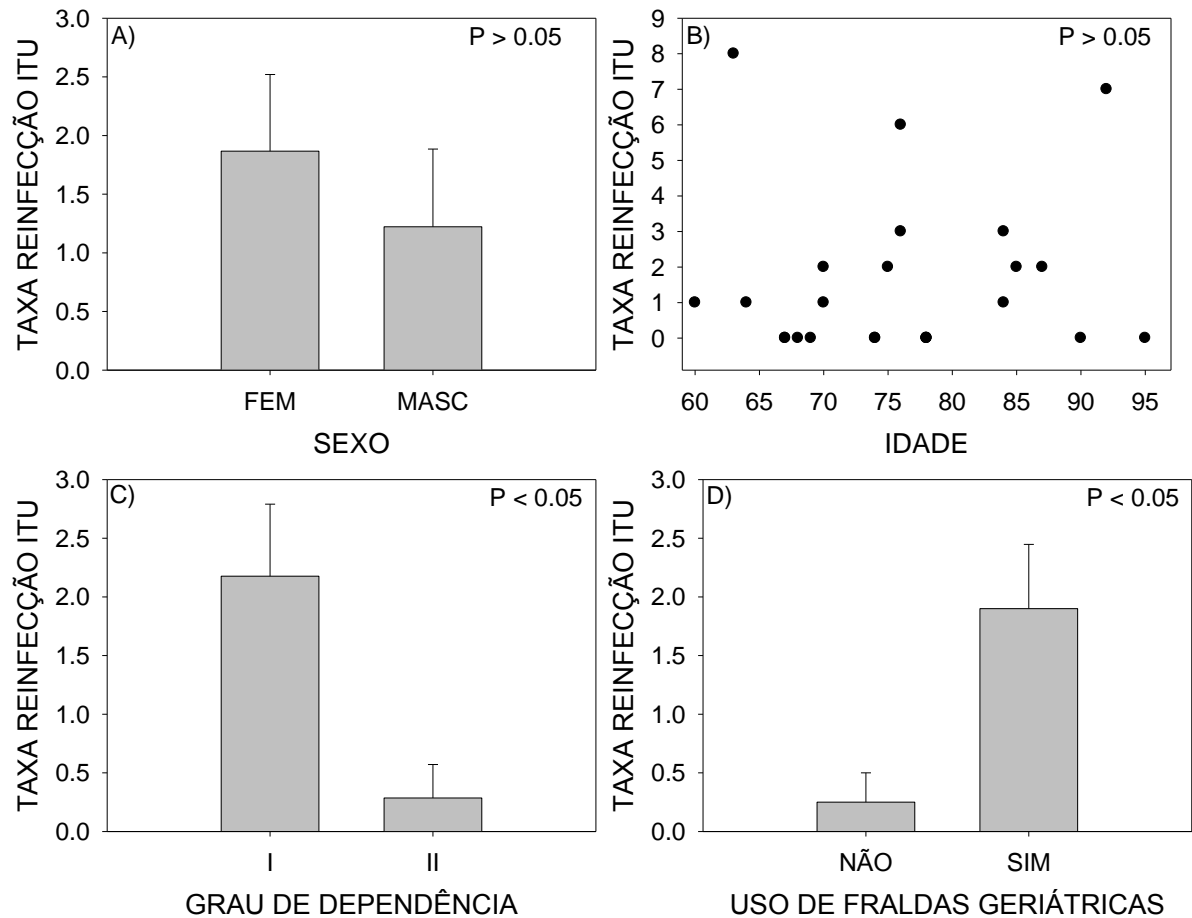 A)
P > 0.05
TAXA REINFECÇÃO ITU
3.0
2.5
2.0
1.5
1.0
0.5
0.0
FEM MASC
SEXO
B)
P > 0.05
TAXA REINFECÇÃO ITU
9
8
7
6
5
4
3
2
1
0
60 65 70 75 80 85 90 95
IDADE
C)
P < 0.05
TAXA REINFECÇÃO ITU
3.0
2.5
2.0
1.5
1.0
0.5
0.0
I II
GRAU DE DEPENDÊNCIA
D)
P < 0.05
TAXA REINFECÇÃO ITU
3.0
2.5
2.0
1.5
1.0
0.5
0.0
NÃO SIM
USO DE FRALDAS GERIÁTRICAS